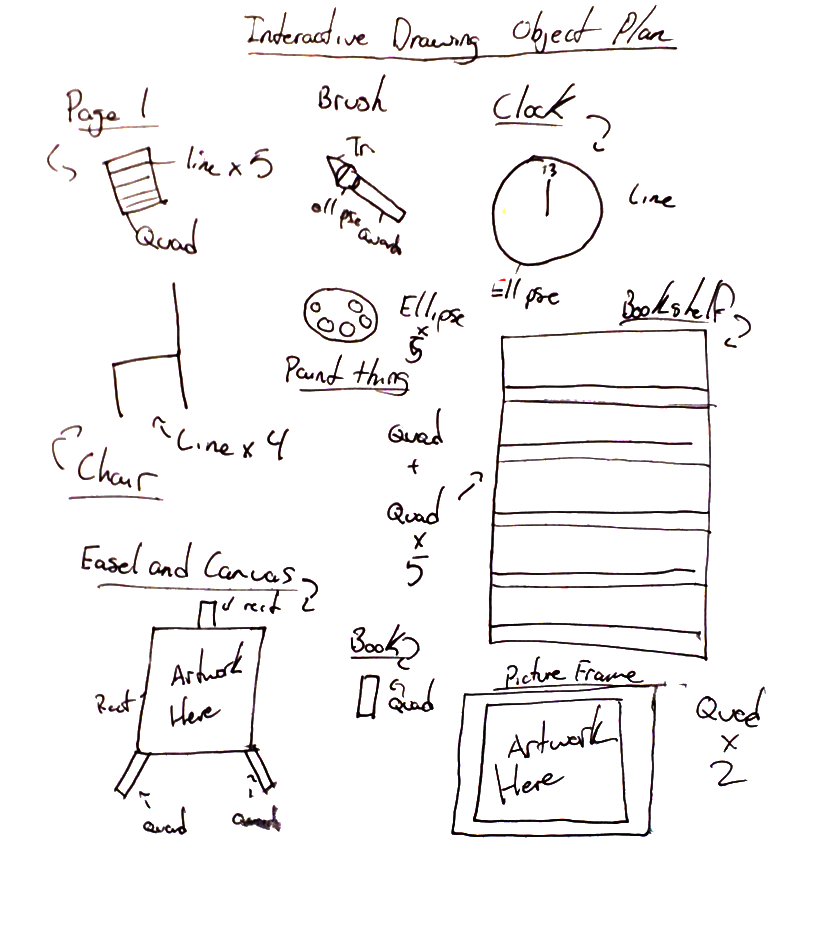 Interactive Drawing Object Plan
Page 1
line x 5
Quad
Brush
Tri
ellipse
Quad
Clock
Line
Ellipse
Line x 4
Chair
Ellipse
x
5
Paint thing
Bookshelf
Quad
+
Quad
x
5
Easel and Canvas
rect
Artwork
Here
Rect
Quad
Quad
Book
Quad
Picture Frame
Artwork
Here
Quad
x
2